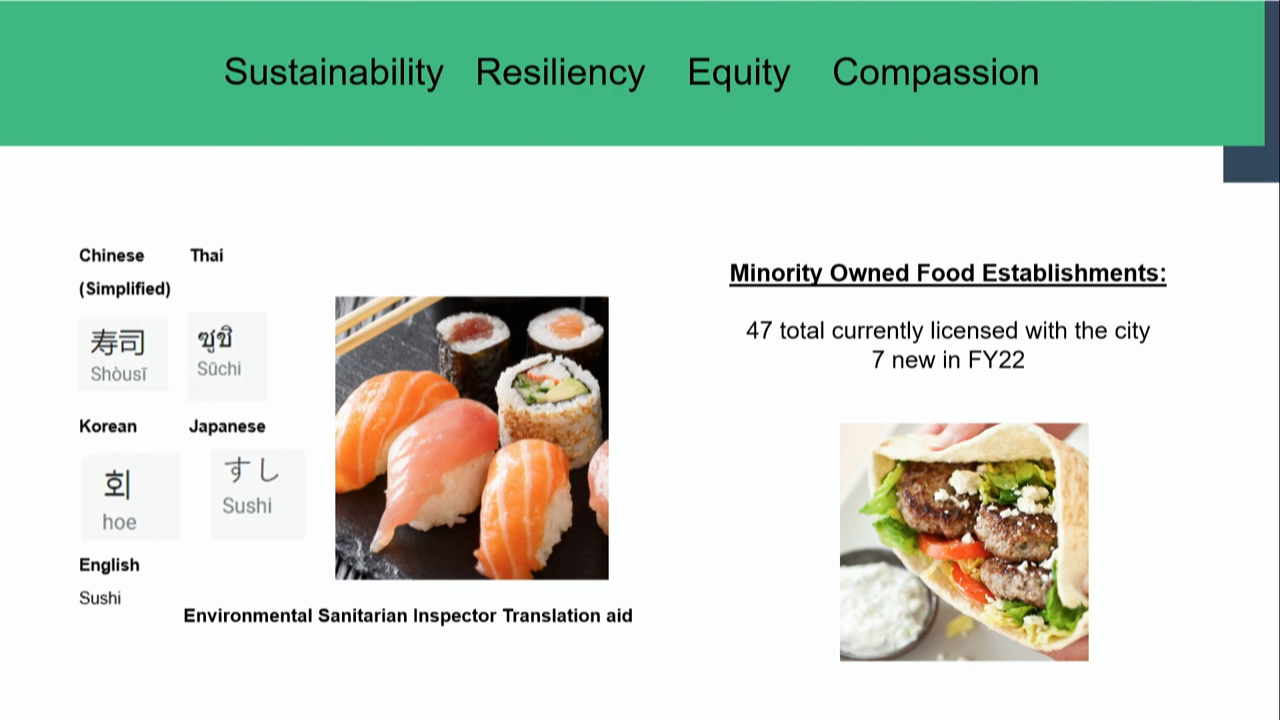 Sustainability Resiliency Equity Compassion
Chinese (Simplified)
寿司
Shòusī
Thai
ซูชิ
Sūchi
Korean
회
hoe
Japanese
すし
Sushi
English
Sushi
Environmental Sanitarian Inspector Translation aid
Minority Owned Food Establishments:
47 total currently licensed with the city
7 new in FY22